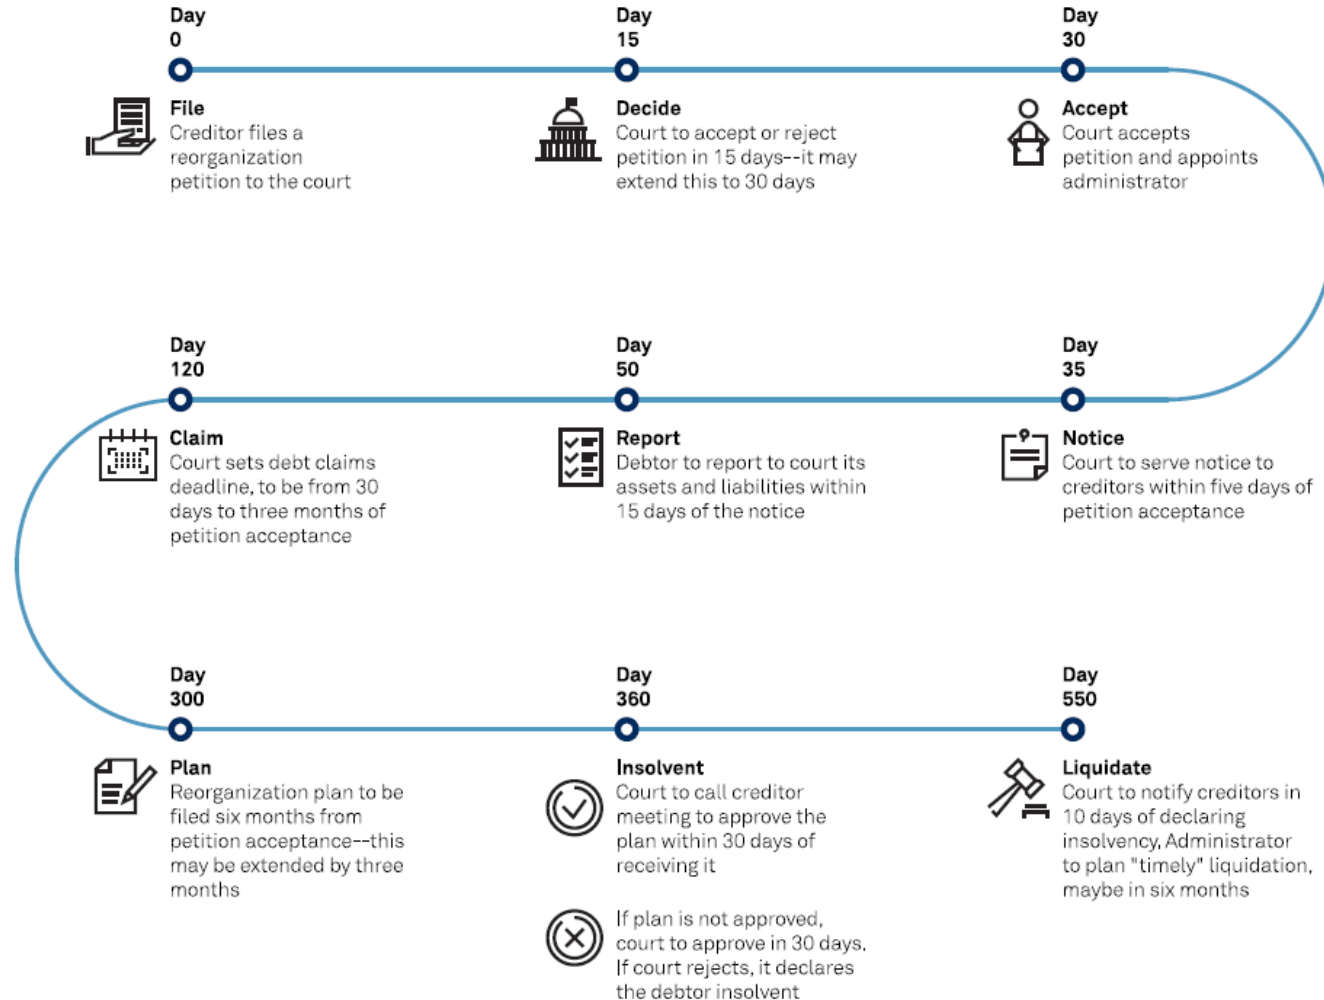 Day
0
File
Creditor files a
reorganization
petition to the court
Day
15
Decide
Court to accept or reject
petition in 15 days--it may
extend this to 30 days
Day
30
Accept
Court accepts
petition and appoints
administrator
Day
35
Notice
Court to serve notice to
creditors within five days of
petition acceptance
Day
50
Report
Debtor to report to court its
assets and liabilities within
15 days of the notice
Day
120
Claim
Court sets debt claims
deadline, to be from 30
days to three months of
petition acceptance
Day
300
Plan
Reorganization plan to be
filed six months from
petition acceptance--this
may be extended by three
months
Day
360
Insolvent
Court to call creditor
meeting to approve the
plan within 30 days of
receiving it
If plan is not approved,
court to approve in 30 days.
If court rejects, it declares
the debtor insolvent
Day
550
Liquidate
Court to notify creditors in
10 days of declaring
insolvency, Administrator
to plan "timely" liquidation,
maybe in six months